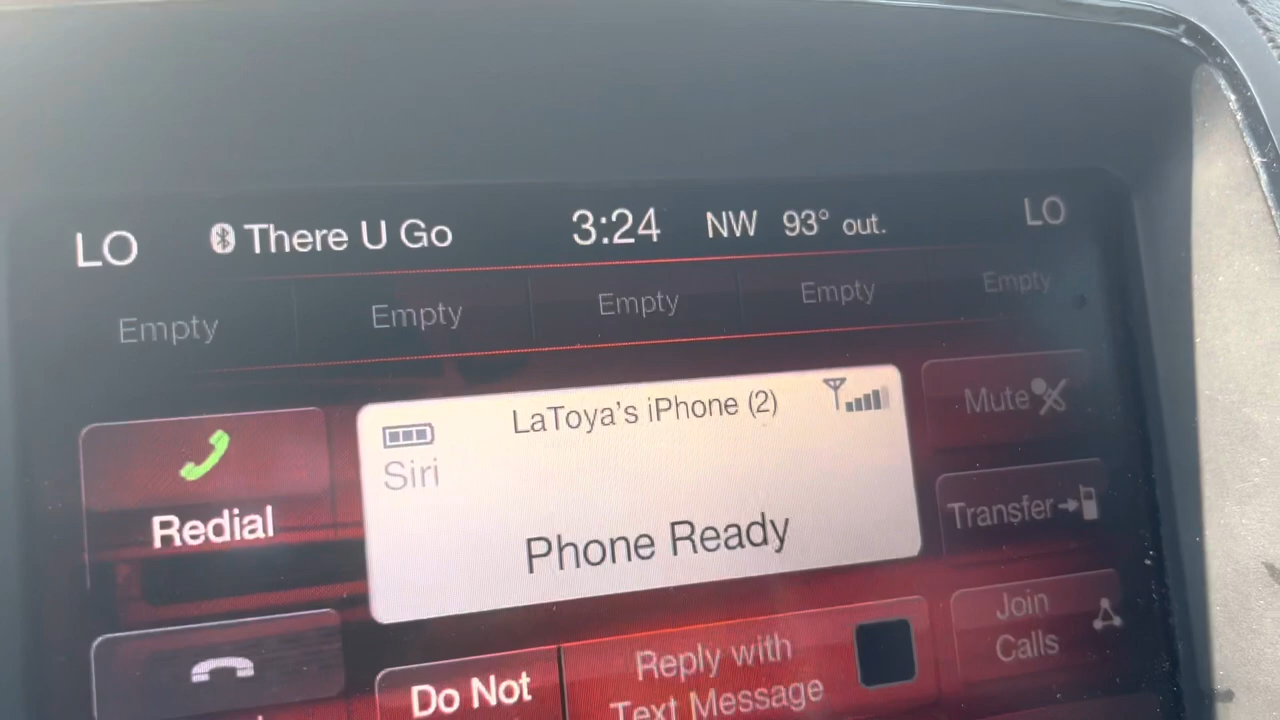 LO There U Go 3:24 NW 93° out. LO
Empty Empty Empty Empty Empty
LaToya's iPhone (2)
Siri
Phone Ready
Redial
Mute
Transfer
Join
Calls
Do Not
Reply with
Text Message